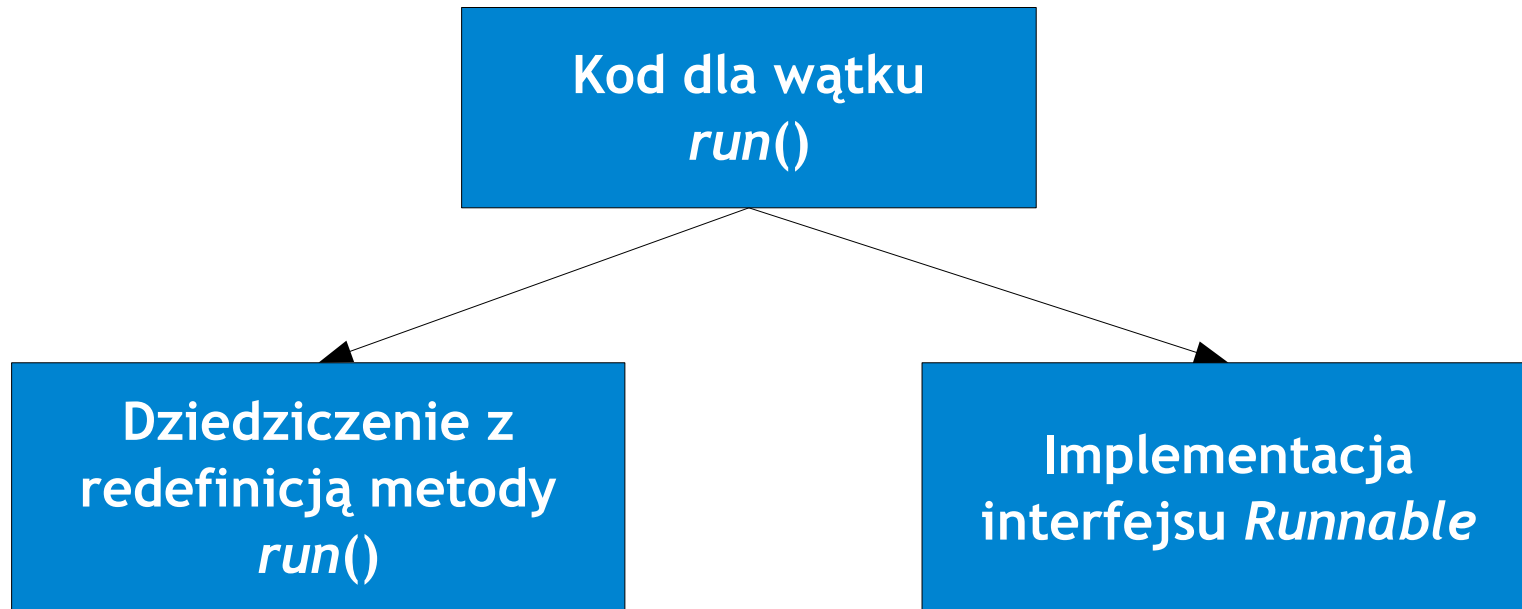 Kod dla wątku
run()
Dziedziczenie z
redefinicją metody
run()
Implementacja
interfejsu Runnable